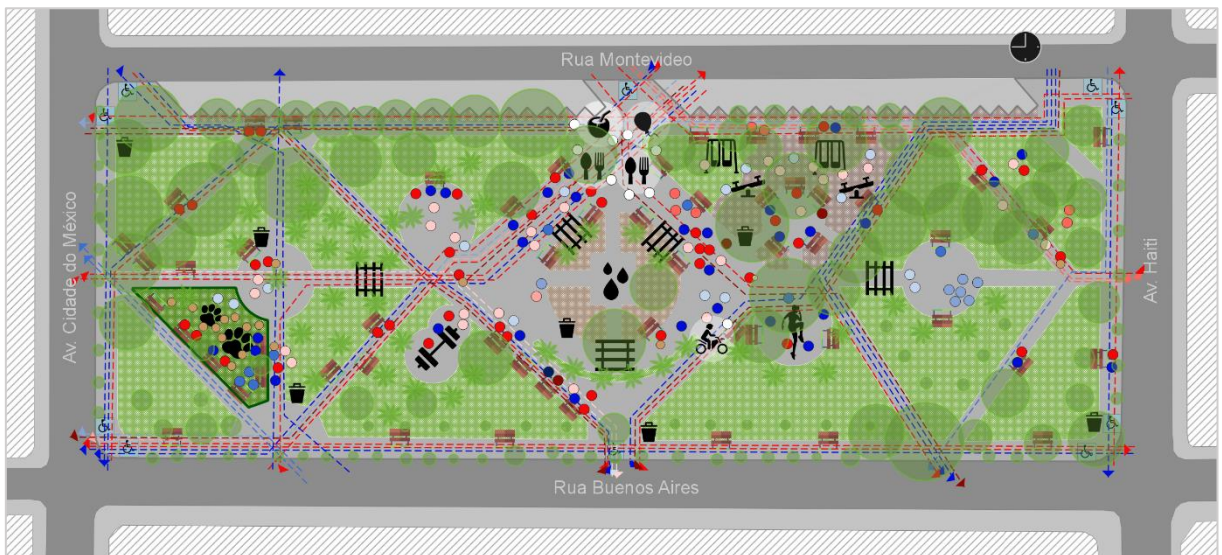 Rua Montevideo
Av. Cidade do México
Av. Haiti
Rua Buenos Aires